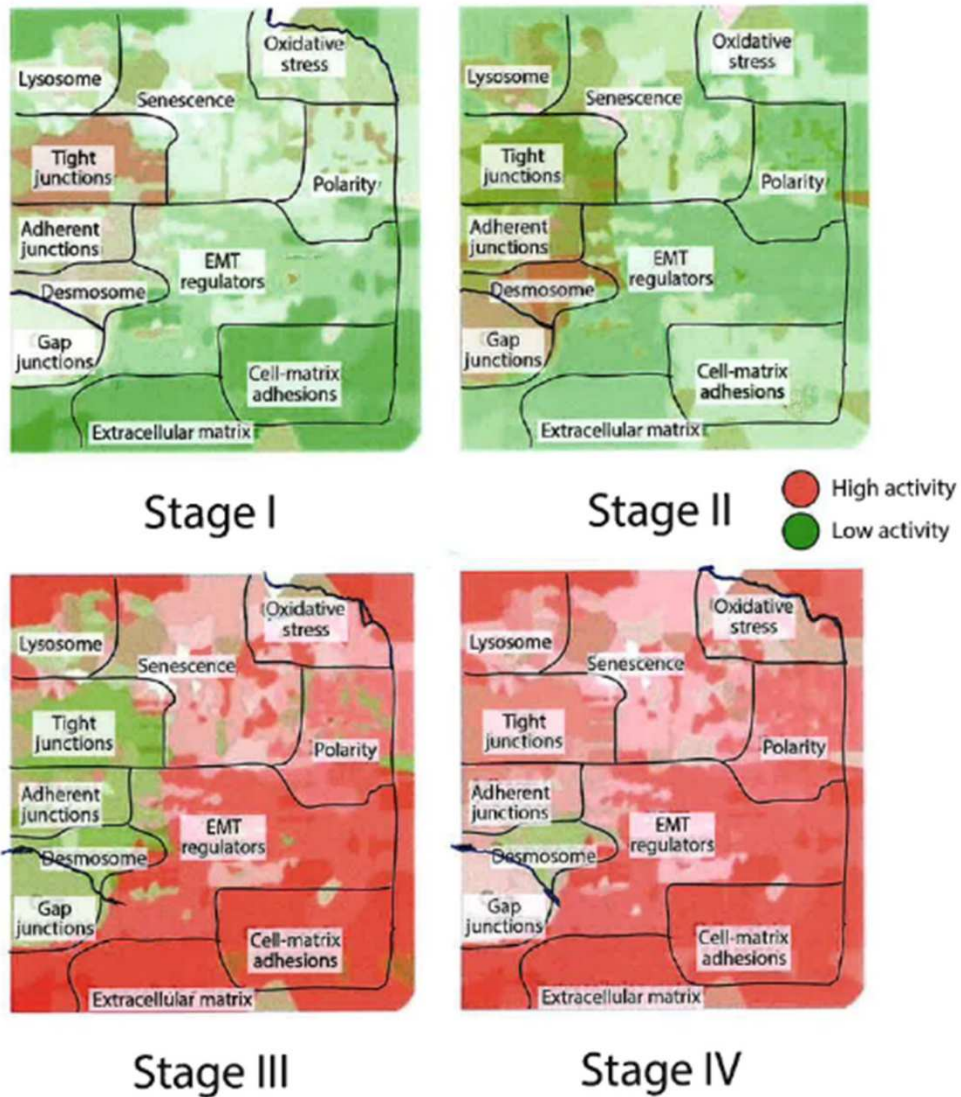 Oxidative
stress
Lysosome
Senescence
Tight
junctions
Polarity
Adherent
junctions
EMT
regulators
Desmosome
Gap
junctions
Cell-matrix
adhesions
Extracellular matrix
Stage I
Oxidative
stress
Lysosome
Senescence
Tight
junctions
Polarity
Adherent
junctions
EMT
regulators
Desmosome
Gap
junctions
Cell-matrix
adhesions
Extracellular matrix
Stage II
High activity
Low activity
Oxidative
stress
Lysosome
Senescence
Tight
junctions
Polarity
Adherent
junctions
EMT
regulators
Desmosome
Gap
junctions
Cell-matrix
adhesions
Extracellular matrix
Stage III
Oxidative
stress
Lysosome
Senescence
Tight
junctions
Polarity
Adherent
junctions
EMT
regulators
Desmosome
Gap
junctions
Cell-matrix
adhesions
Extracellular matrix
Stage IV